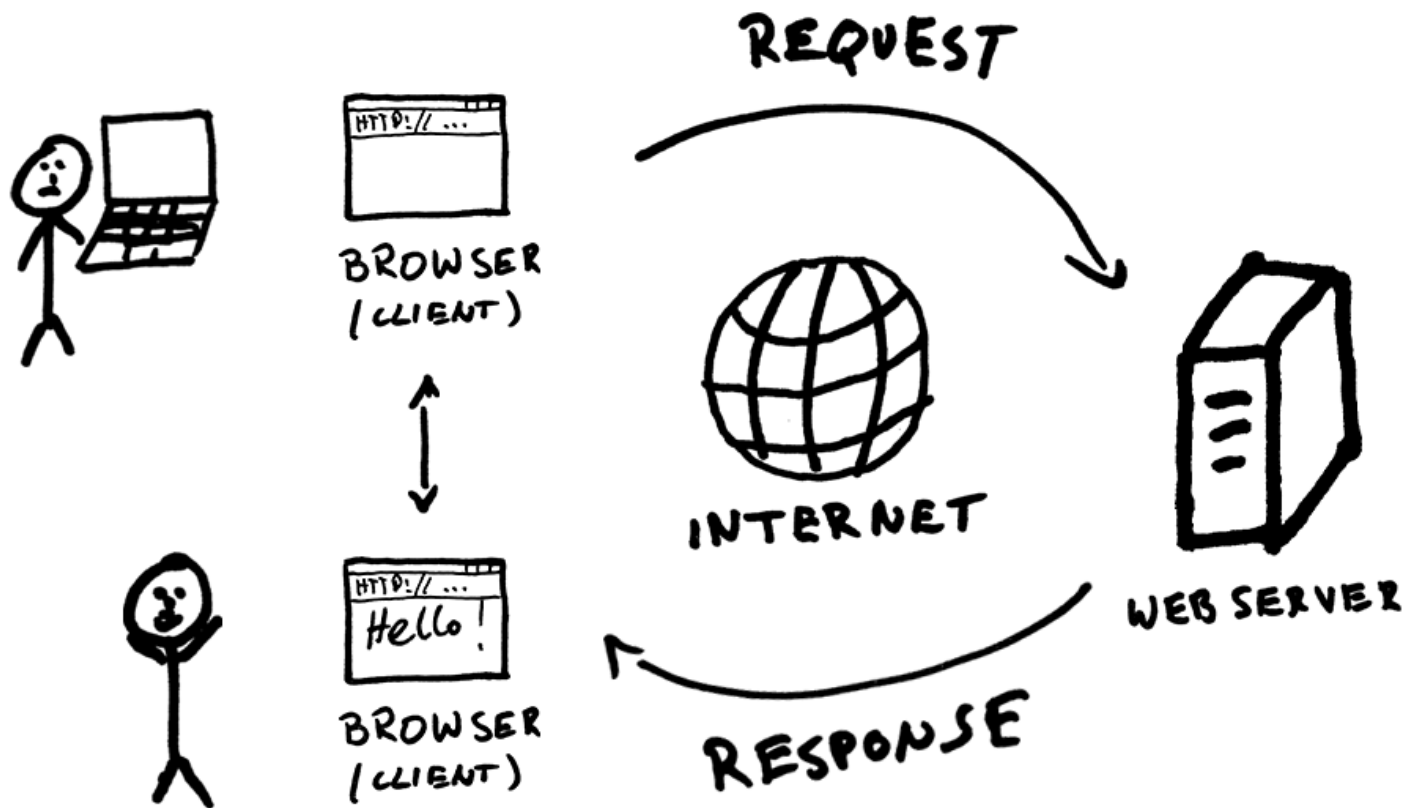 REQUEST
HTTP:// ...
BROWSER
(CLIENT)
INTERNET
WEB SERVER
HTTP:// ...
Hello!
BROWSER
(CLIENT)
RESPONSE